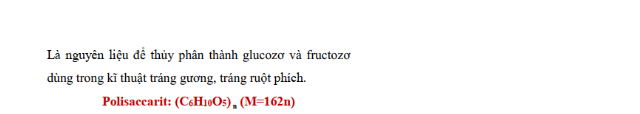 Là nguyên liệu để thủy phân thành glucozơ và fructozơ
dùng trong kĩ thuật tráng gương, tráng ruột phích.
Polisaccarit: (C₆H₁₀O₅)ₙ (M=162n)